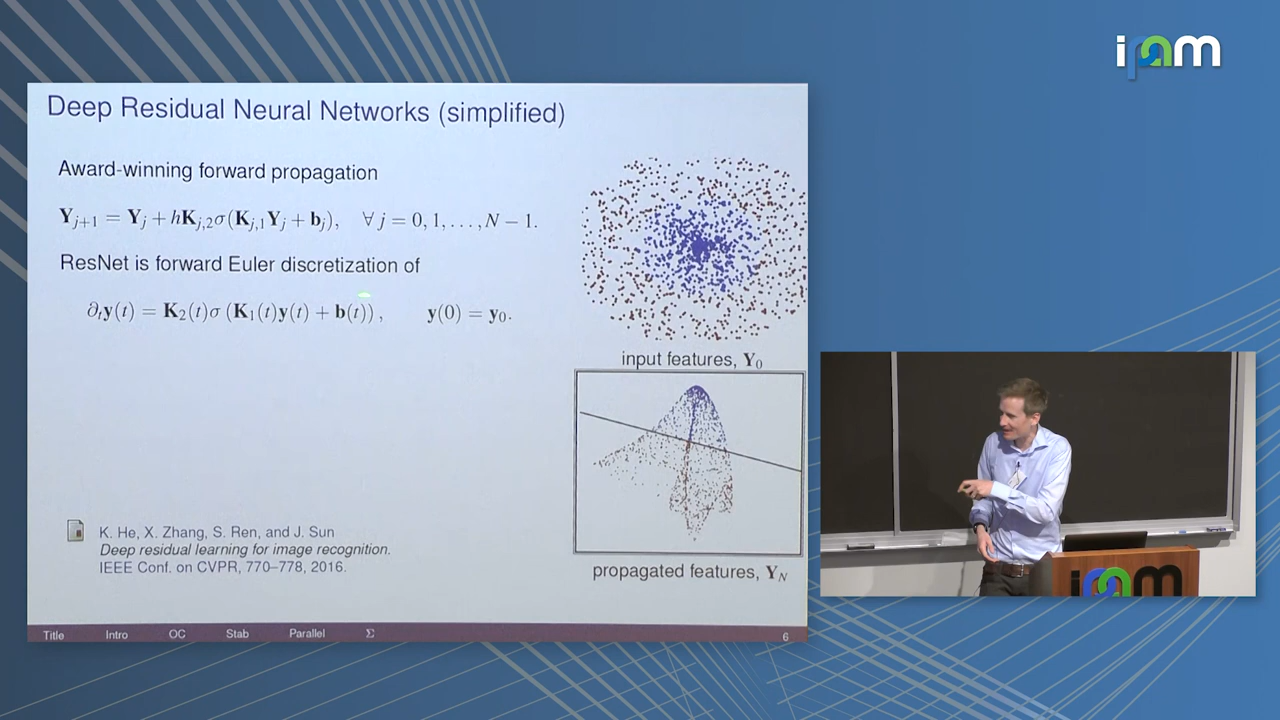 ipam
Deep Residual Neural Networks (simplified)
Award-winning forward propagation
Y_{j+1} = Y_j + hK_{j,2}σ(K_{j,1}Y_j + b_j), ∀ j = 0, 1, . . . , N − 1.
ResNet is forward Euler discretization of
∂_t y(t) = K_2(t)σ (K_1(t)y(t) + b(t)) , y(0) = y_0.
input features, Y_0
propagated features, Y_N
K. He, X. Zhang, S. Ren, and J. Sun
Deep residual learning for image recognition.
IEEE Conf. on CVPR, 770–778, 2016.
Title Intro OC Stab Parallel Σ 6
ipam